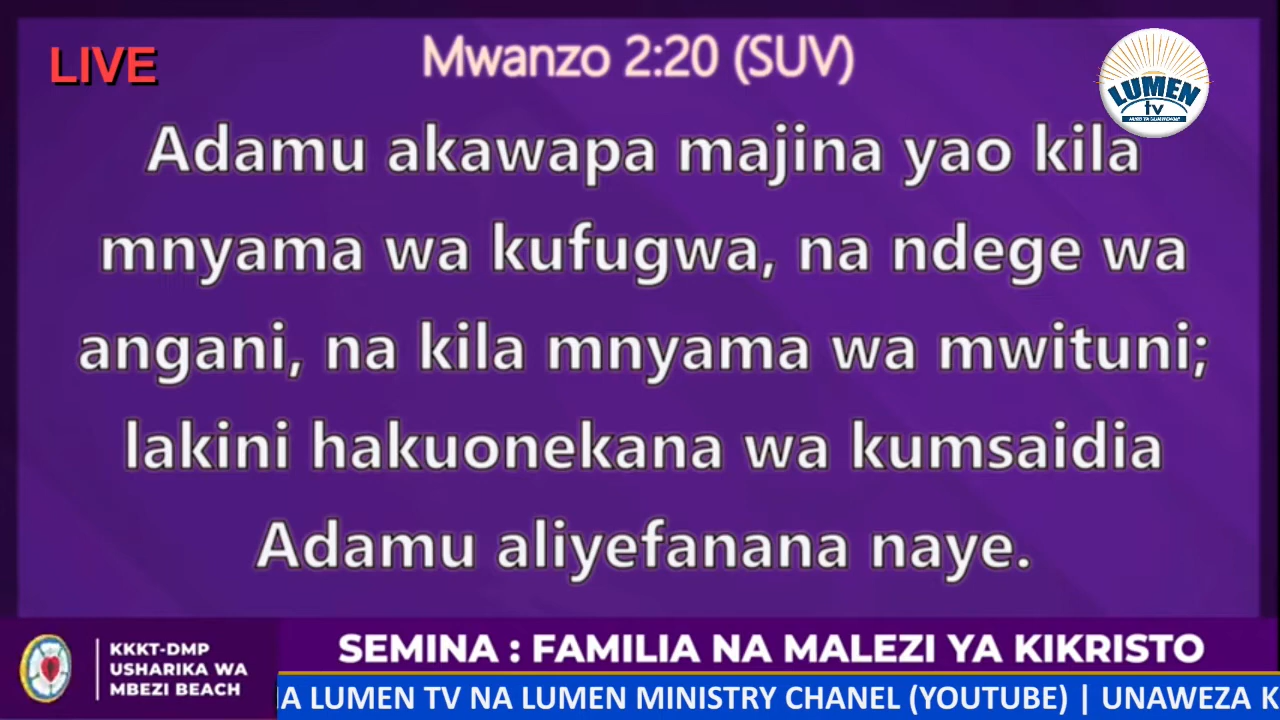 LIVE
Mwanzo 2:20 (SUV)
LUMEN
tv
Adamu akawapa majina yao kila
mnyama wa kufugwa, na ndege wa
angani, na kila mnyama wa mwituni;
lakini hakuonekana wa kumsaidia
Adamu aliyefanana naye.
KKKT-DMP
USHARIKA WA
MBEZI BEACH
SEMINA : FAMILIA NA MALEZI YA KIKRISTO
A LUMEN TV NA LUMEN MINISTRY CHANEL (YOUTUBE) | UNAWEZA K